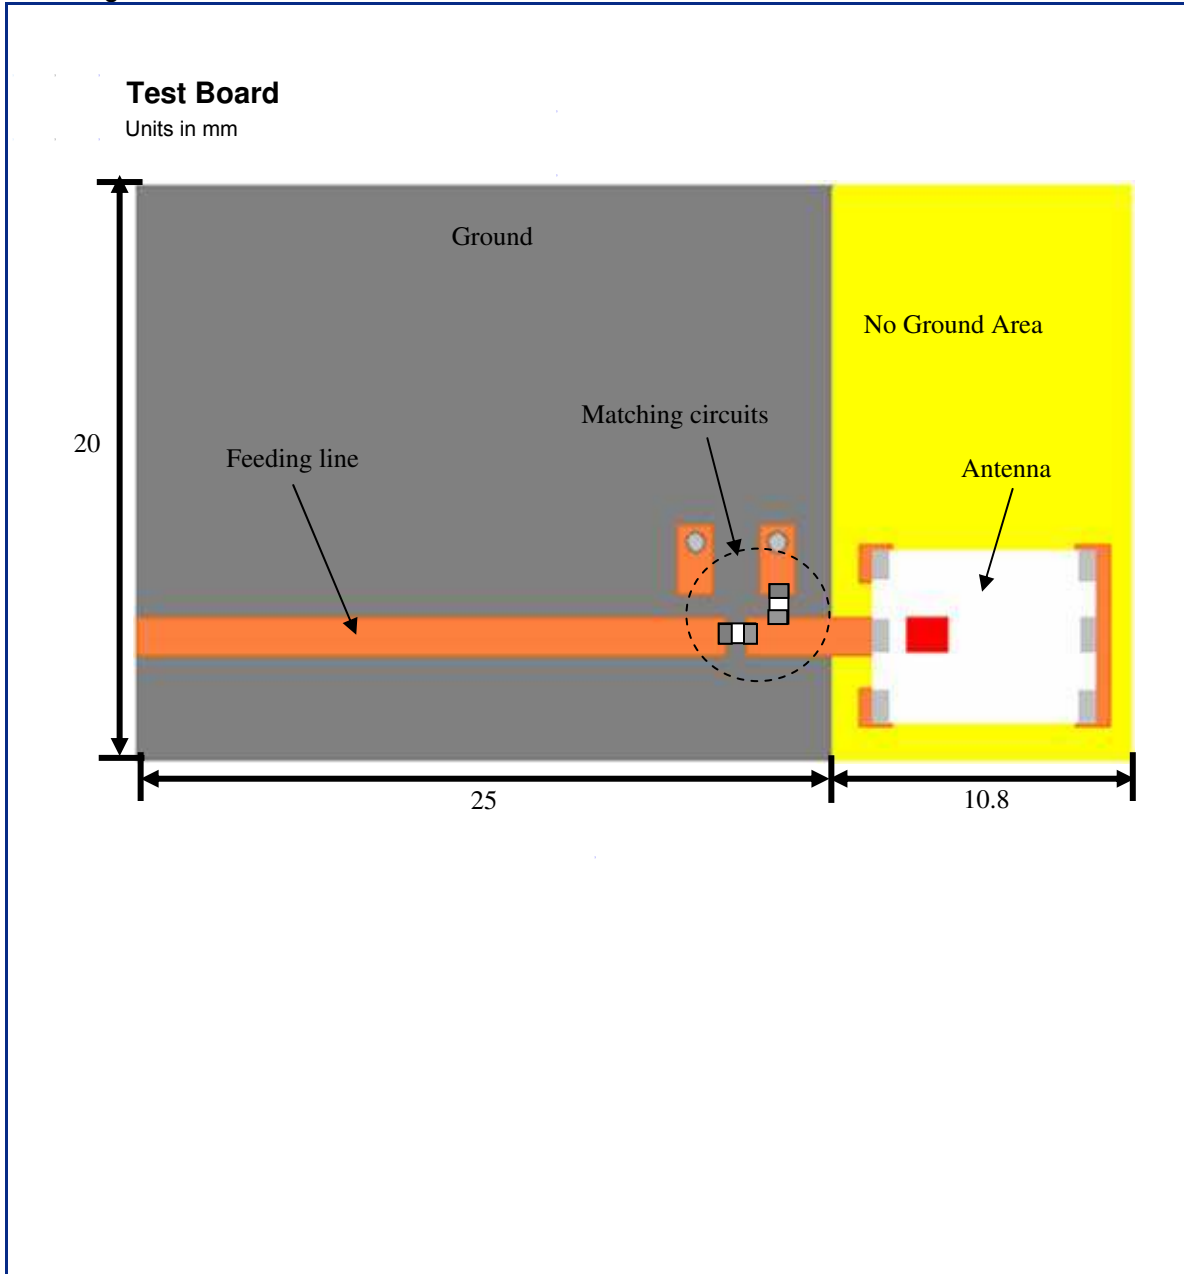 Test Board
Units in mm
Ground
No Ground Area
Matching circuits
20
Feeding line
Antenna
25
10.8